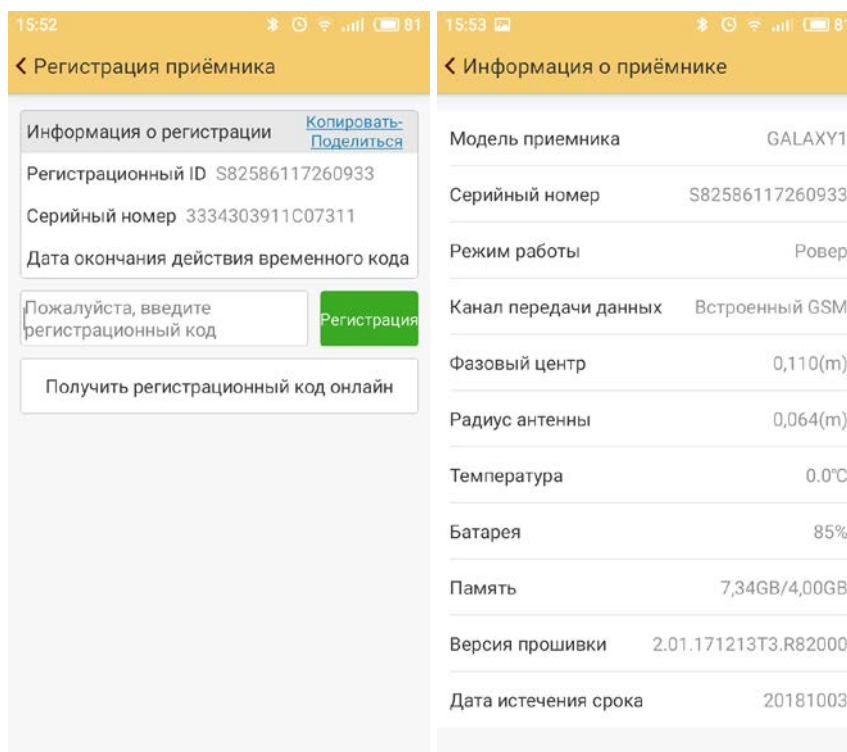 15:52
81
Регистрация приёмника
Информация о регистрации
Копировать-
Поделиться
Регистрационный ID S82586117260933
Серийный номер 3334303911C07311
Дата окончания действия временного кода
Пожалуйста, введите
регистрационный код
Регистрация
Получить регистрационный код онлайн
15:53
81
Информация о приёмнике
Модель приемника GALAXY1
Серийный номер S82586117260933
Режим работы Ровер
Канал передачи данных Встроенный GSM
Фазовый центр 0,110(m)
Радиус антенны 0,064(m)
Температура 0.0°C
Батарея 85%
Память 7,34GB/4,00GB
Версия прошивки 2.01.171213T3.R82000
Дата истечения срока 20181003